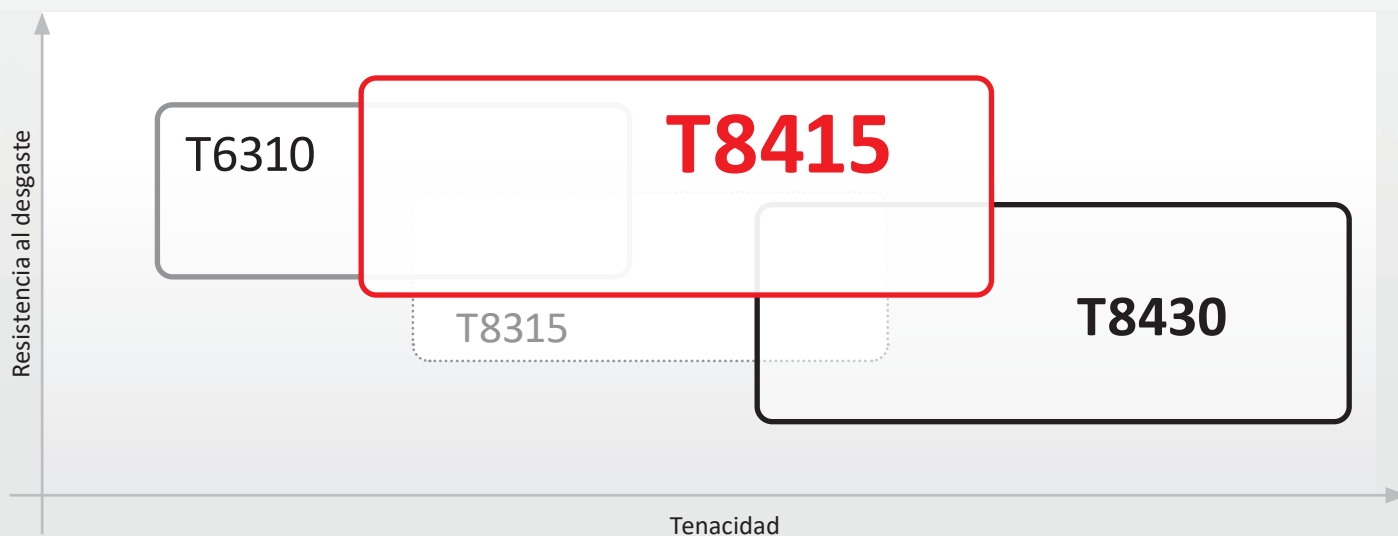 Resistencia al desgaste
T6310
T8415
T8315
T8430
Tenacidad